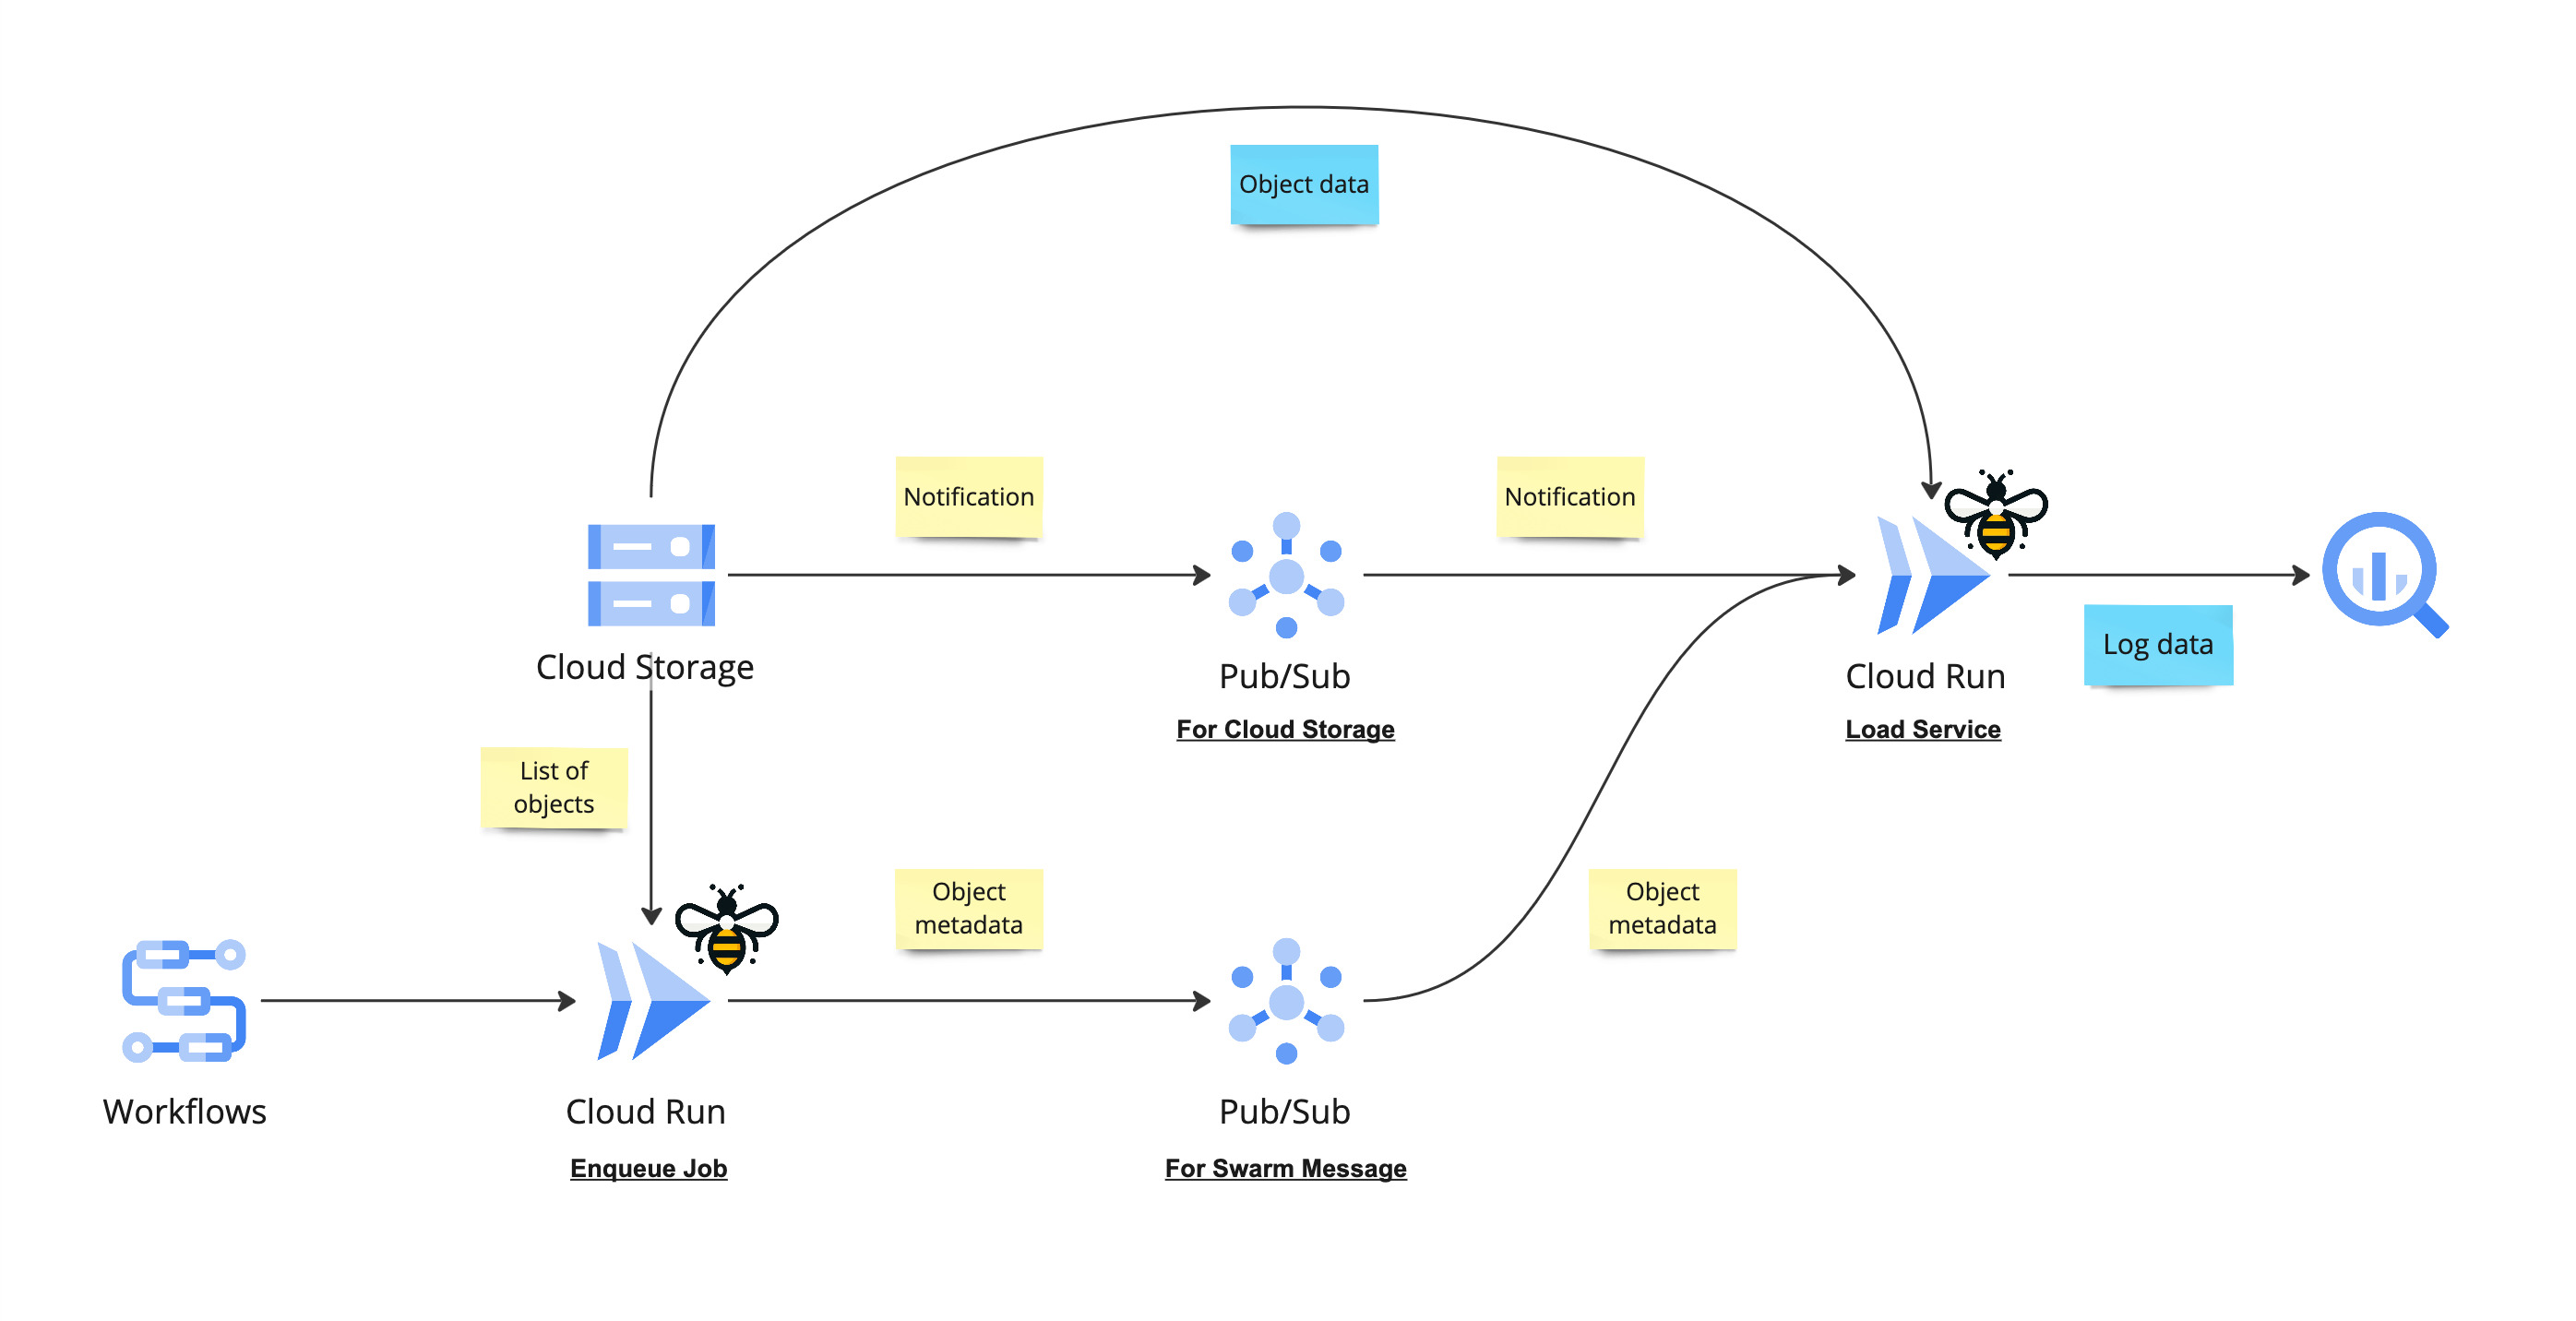 Object data
Notification
Notification
Cloud Storage
Pub/Sub
For Cloud Storage
Cloud Run
Load Service
Log data
List of
objects
Object
metadata
Object
metadata
Workflows
Cloud Run
Enqueue Job
Pub/Sub
For Swarm Message